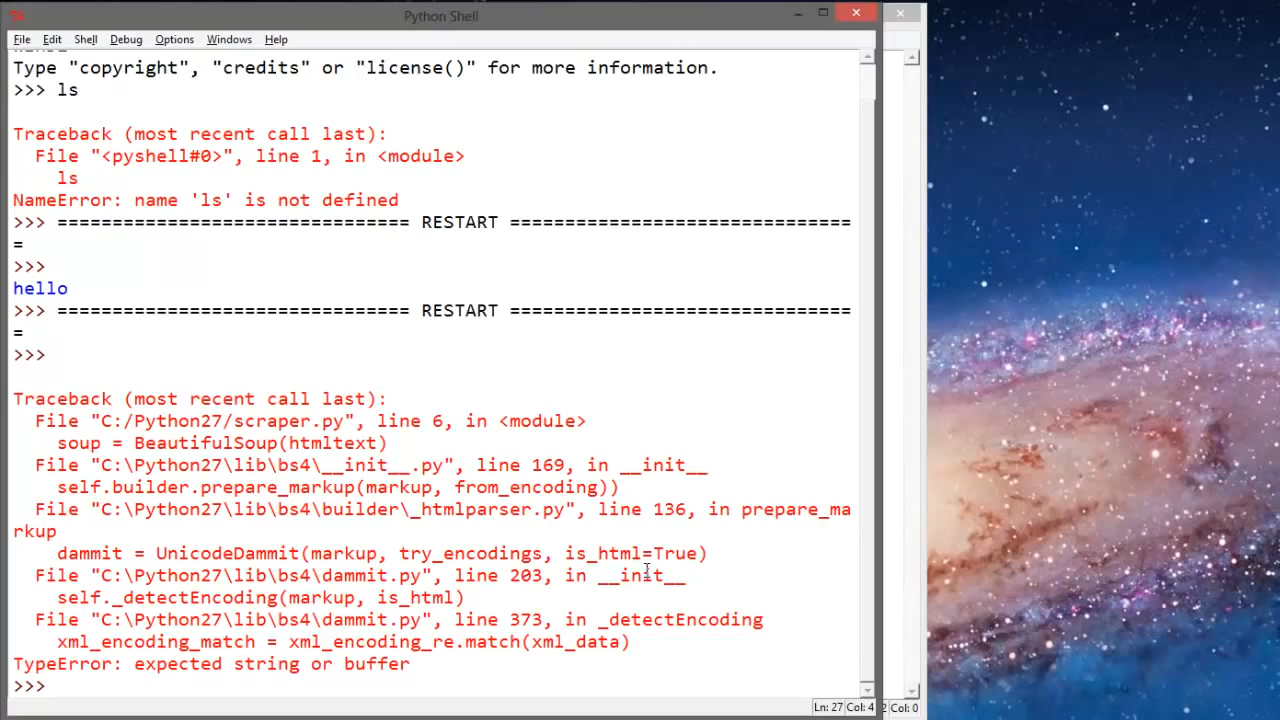 Python Shell
File Edit Shell Debug Options Windows Help
Type "copyright", "credits" or "license()" for more information.
>>> ls
Traceback (most recent call last):
File "<pyshell#0>", line 1, in <module>
ls
NameError: name 'ls' is not defined
>>> ================================ RESTART ===============================
=
>>>
hello
>>> ================================ RESTART ===============================
=
>>>
Traceback (most recent call last):
File "C:/Python27/scraper.py", line 6, in <module>
soup = BeautifulSoup(htmltext)
File "C:\Python27\lib\bs4\__init__.py", line 169, in __init__
self.builder.prepare_markup(markup, from_encoding))
File "C:\Python27\lib\bs4\builder\_htmlparser.py", line 136, in prepare_ma
rkup
dammit = UnicodeDammit(markup, try_encodings, is_html=True)
File "C:\Python27\lib\bs4\dammit.py", line 203, in __init__
self._detectEncoding(markup, is_html)
File "C:\Python27\lib\bs4\dammit.py", line 373, in _detectEncoding
xml_encoding_match = xml_encoding_re.match(xml_data)
TypeError: expected string or buffer
>>>
Ln: 27 Col: 4 2 Col: 0